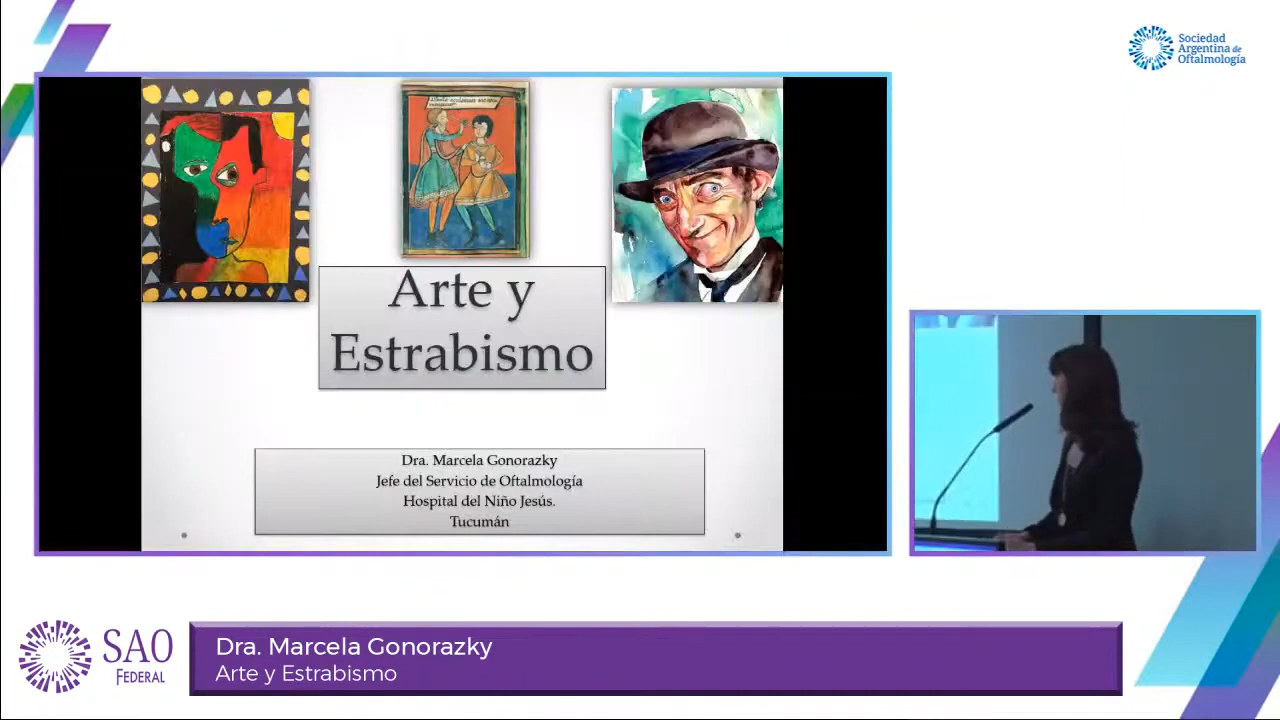 Sociedad
Argentina de
Oftalmología
Arte y
Estrabismo
Dra. Marcela Gonorazky
Jefe del Servicio de Oftalmología
Hospital del Niño Jesús.
Tucumán
SAO
FEDERAL
Dra. Marcela Gonorazky
Arte y Estrabismo